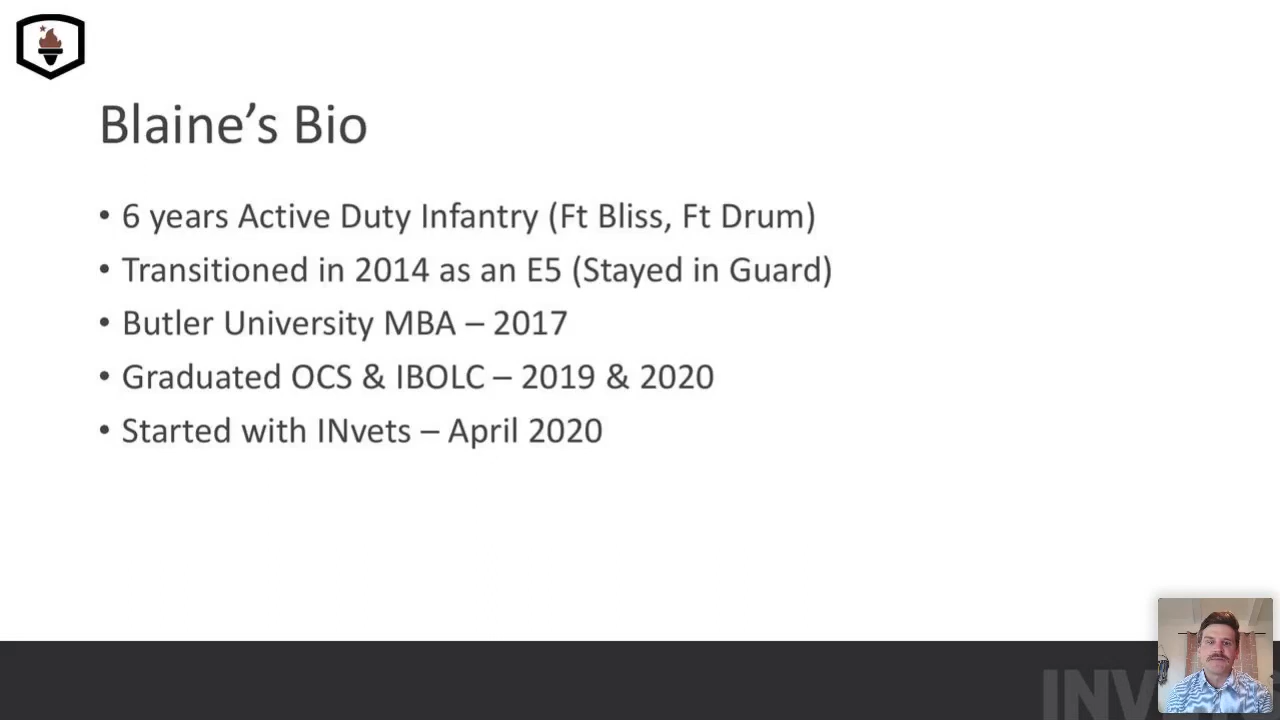 Blaine’s Bio
• 6 years Active Duty Infantry (Ft Bliss, Ft Drum)
• Transitioned in 2014 as an E5 (Stayed in Guard)
• Butler University MBA – 2017
• Graduated OCS & IBOLC – 2019 & 2020
• Started with INvets – April 2020